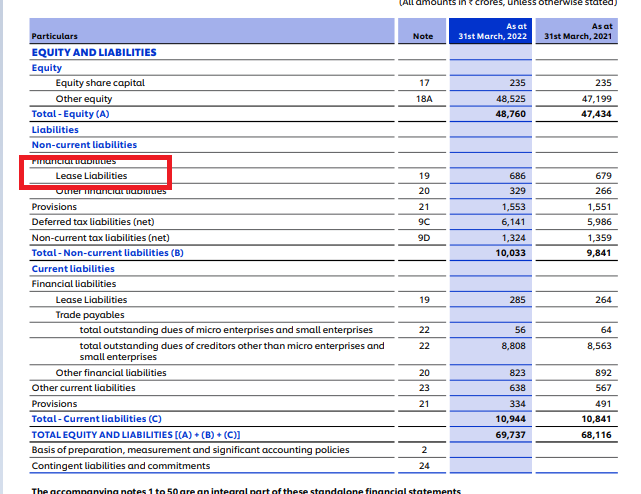 (All amounts in ₹ crores, unless otherwise stated)
Particulars Note As at 31st March, 2022 As at 31st March, 2021
EQUITY AND LIABILITIES
Equity
Equity share capital 17 235 235
Other equity 18A 48,525 47,199
Total - Equity (A) 48,760 47,434
Liabilities
Non-current liabilities
Financial liabilities
Lease Liabilities 19 686 679
Other financial liabilities 20 329 266
Provisions 21 1,553 1,551
Deferred tax liabilities (net) 9C 6,141 5,986
Non-current tax liabilities (net) 9D 1,324 1,359
Total - Non-current liabilities (B) 10,033 9,841
Current liabilities
Financial liabilities
Lease Liabilities 19 285 264
Trade payables
total outstanding dues of micro enterprises and small enterprises 22 56 64
total outstanding dues of creditors other than micro enterprises and 22 8,808 8,563
small enterprises
Other financial liabilities 20 823 892
Other current liabilities 23 638 567
Provisions 21 334 491
Total - Current liabilities (C) 10,944 10,841
TOTAL EQUITY AND LIABILITIES [(A) + (B) + (C)] 69,737 68,116
Basis of preparation, measurement and significant accounting policies 2
Contingent liabilities and commitments 24
The accompanying notes 1 to 50 are an integral part of these standalone financial statements